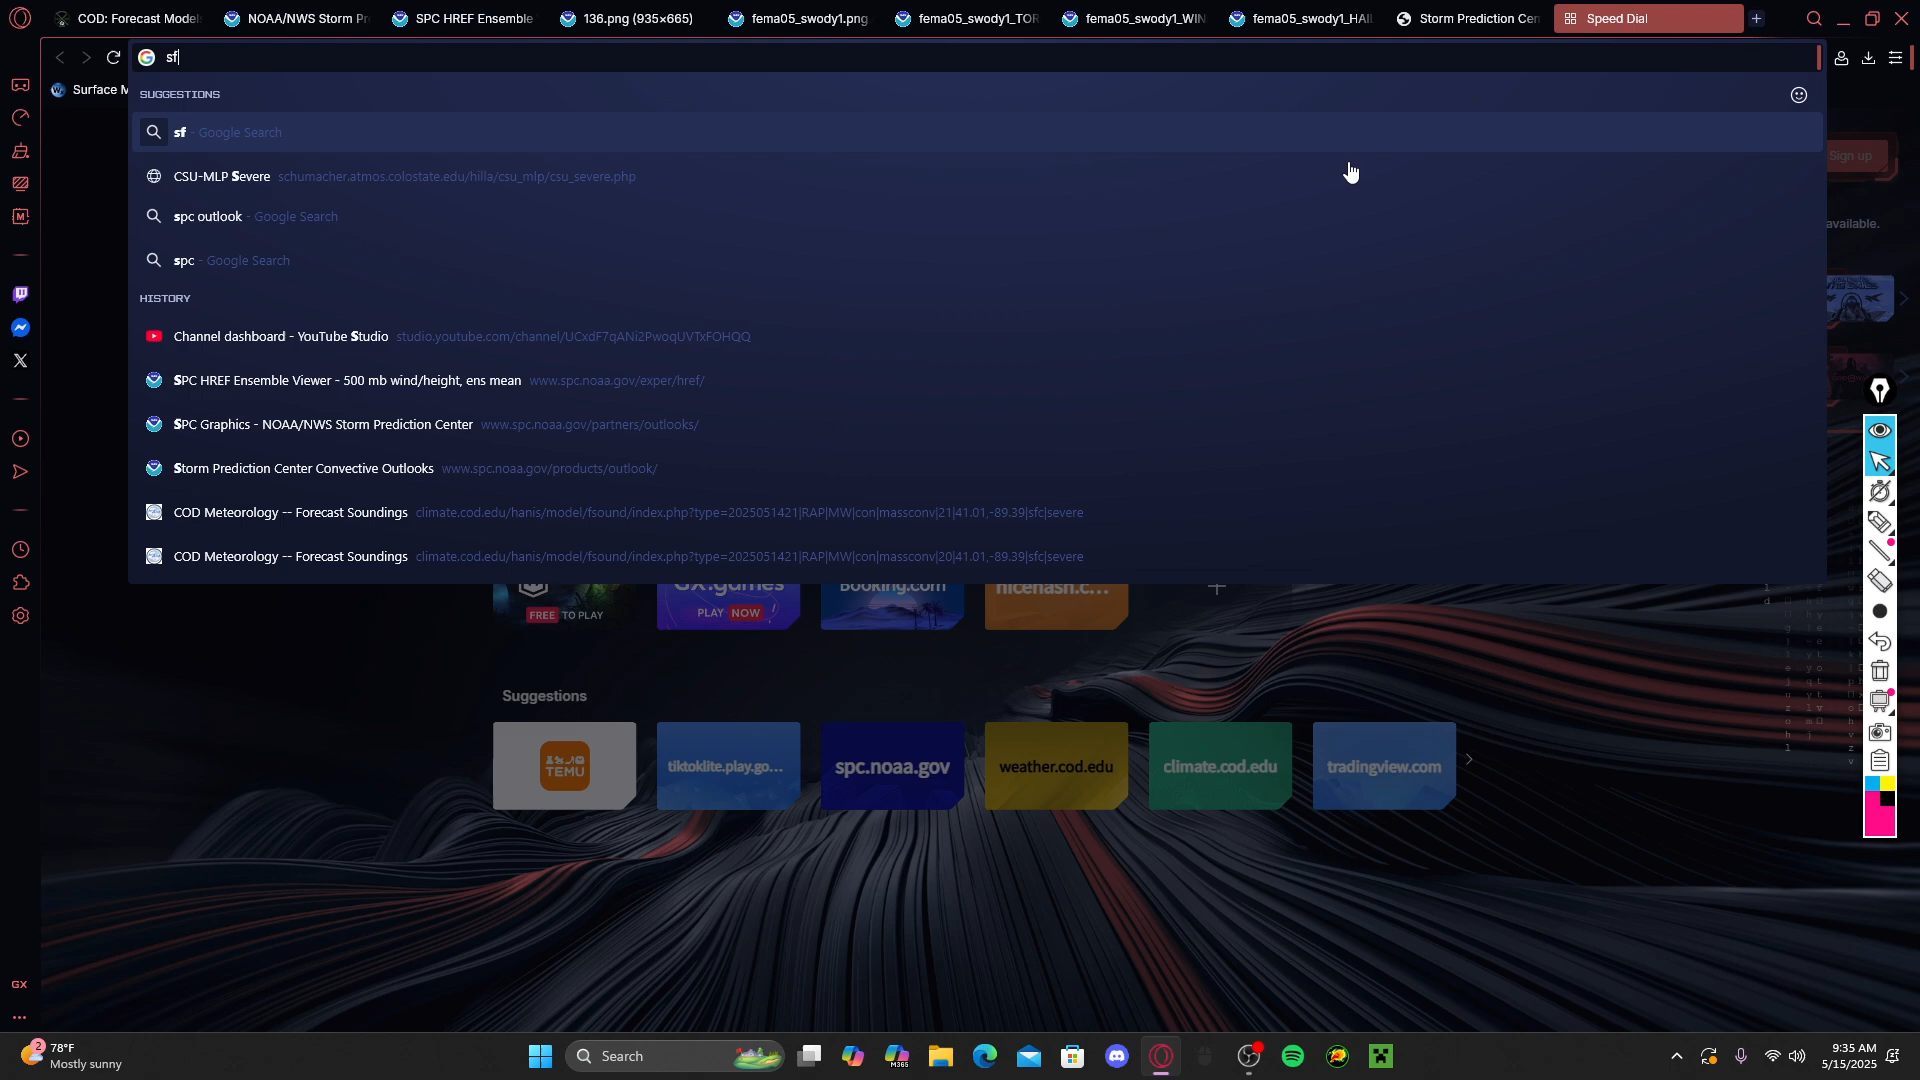 COD: Forecast Model
NOAA/NWS Storm Pr
SPC HREF Ensemble
136.png (935×665)
fema05_swody1.png
fema05_swody1_TOR
fema05_swody1_WIN
fema05_swody1_HAIL
Storm Prediction Cen
Speed Dial
sf
Surface M
SUGGESTIONS
sf - Google Search
Sign up
CSU-MLP Severe schumacher.atmos.colostate.edu/hilla/csu_mlp/csu_severe.php
spc outlook - Google Search
available.
spc - Google Search
HISTORY
Channel dashboard - YouTube Studio studio.youtube.com/channel/UCxdF7qANi2PwoqUVTxFOHQQ
SPC HREF Ensemble Viewer - 500 mb wind/height, ens mean www.spc.noaa.gov/exper/href/
SPC Graphics - NOAA/NWS Storm Prediction Center www.spc.noaa.gov/partners/outlooks/
Storm Prediction Center Convective Outlooks www.spc.noaa.gov/products/outlook/
COD Meteorology -- Forecast Soundings climate.cod.edu/hanis/model/fsound/index.php?type=2025051421|RAP|MW|con|massconv|21|41.01,-89.39|sfc|severe
COD Meteorology -- Forecast Soundings climate.cod.edu/hanis/model/fsound/index.php?type=2025051421|RAP|MW|con|massconv|20|41.01,-89.39|sfc|severe
FREE TO PLAY
GX.games
PLAY NOW
Booking.com
nicehash.c...
Suggestions
TEMU
tiktoklite.play.go...
spc.noaa.gov
weather.cod.edu
climate.cod.edu
tradingview.com
GX
2
78°F
Mostly sunny
Search
M365
9:35 AM
5/15/2025